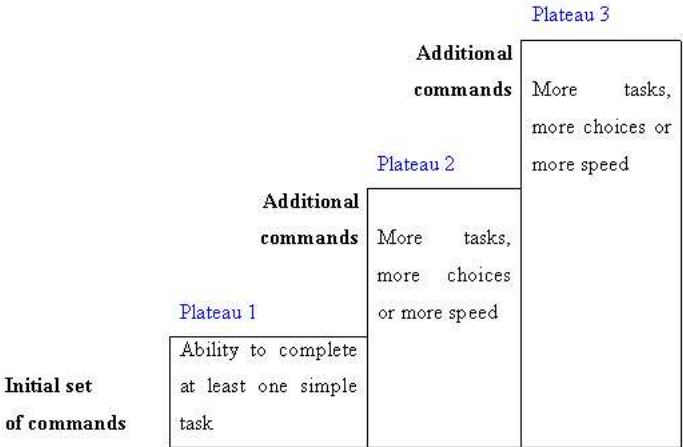 Plateau 3
Additional
commands
More tasks,
more choices or
more speed
Plateau 2
Additional
commands
More tasks,
more choices
or more speed
Plateau 1
Ability to complete
at least one simple
task
Initial set
of commands